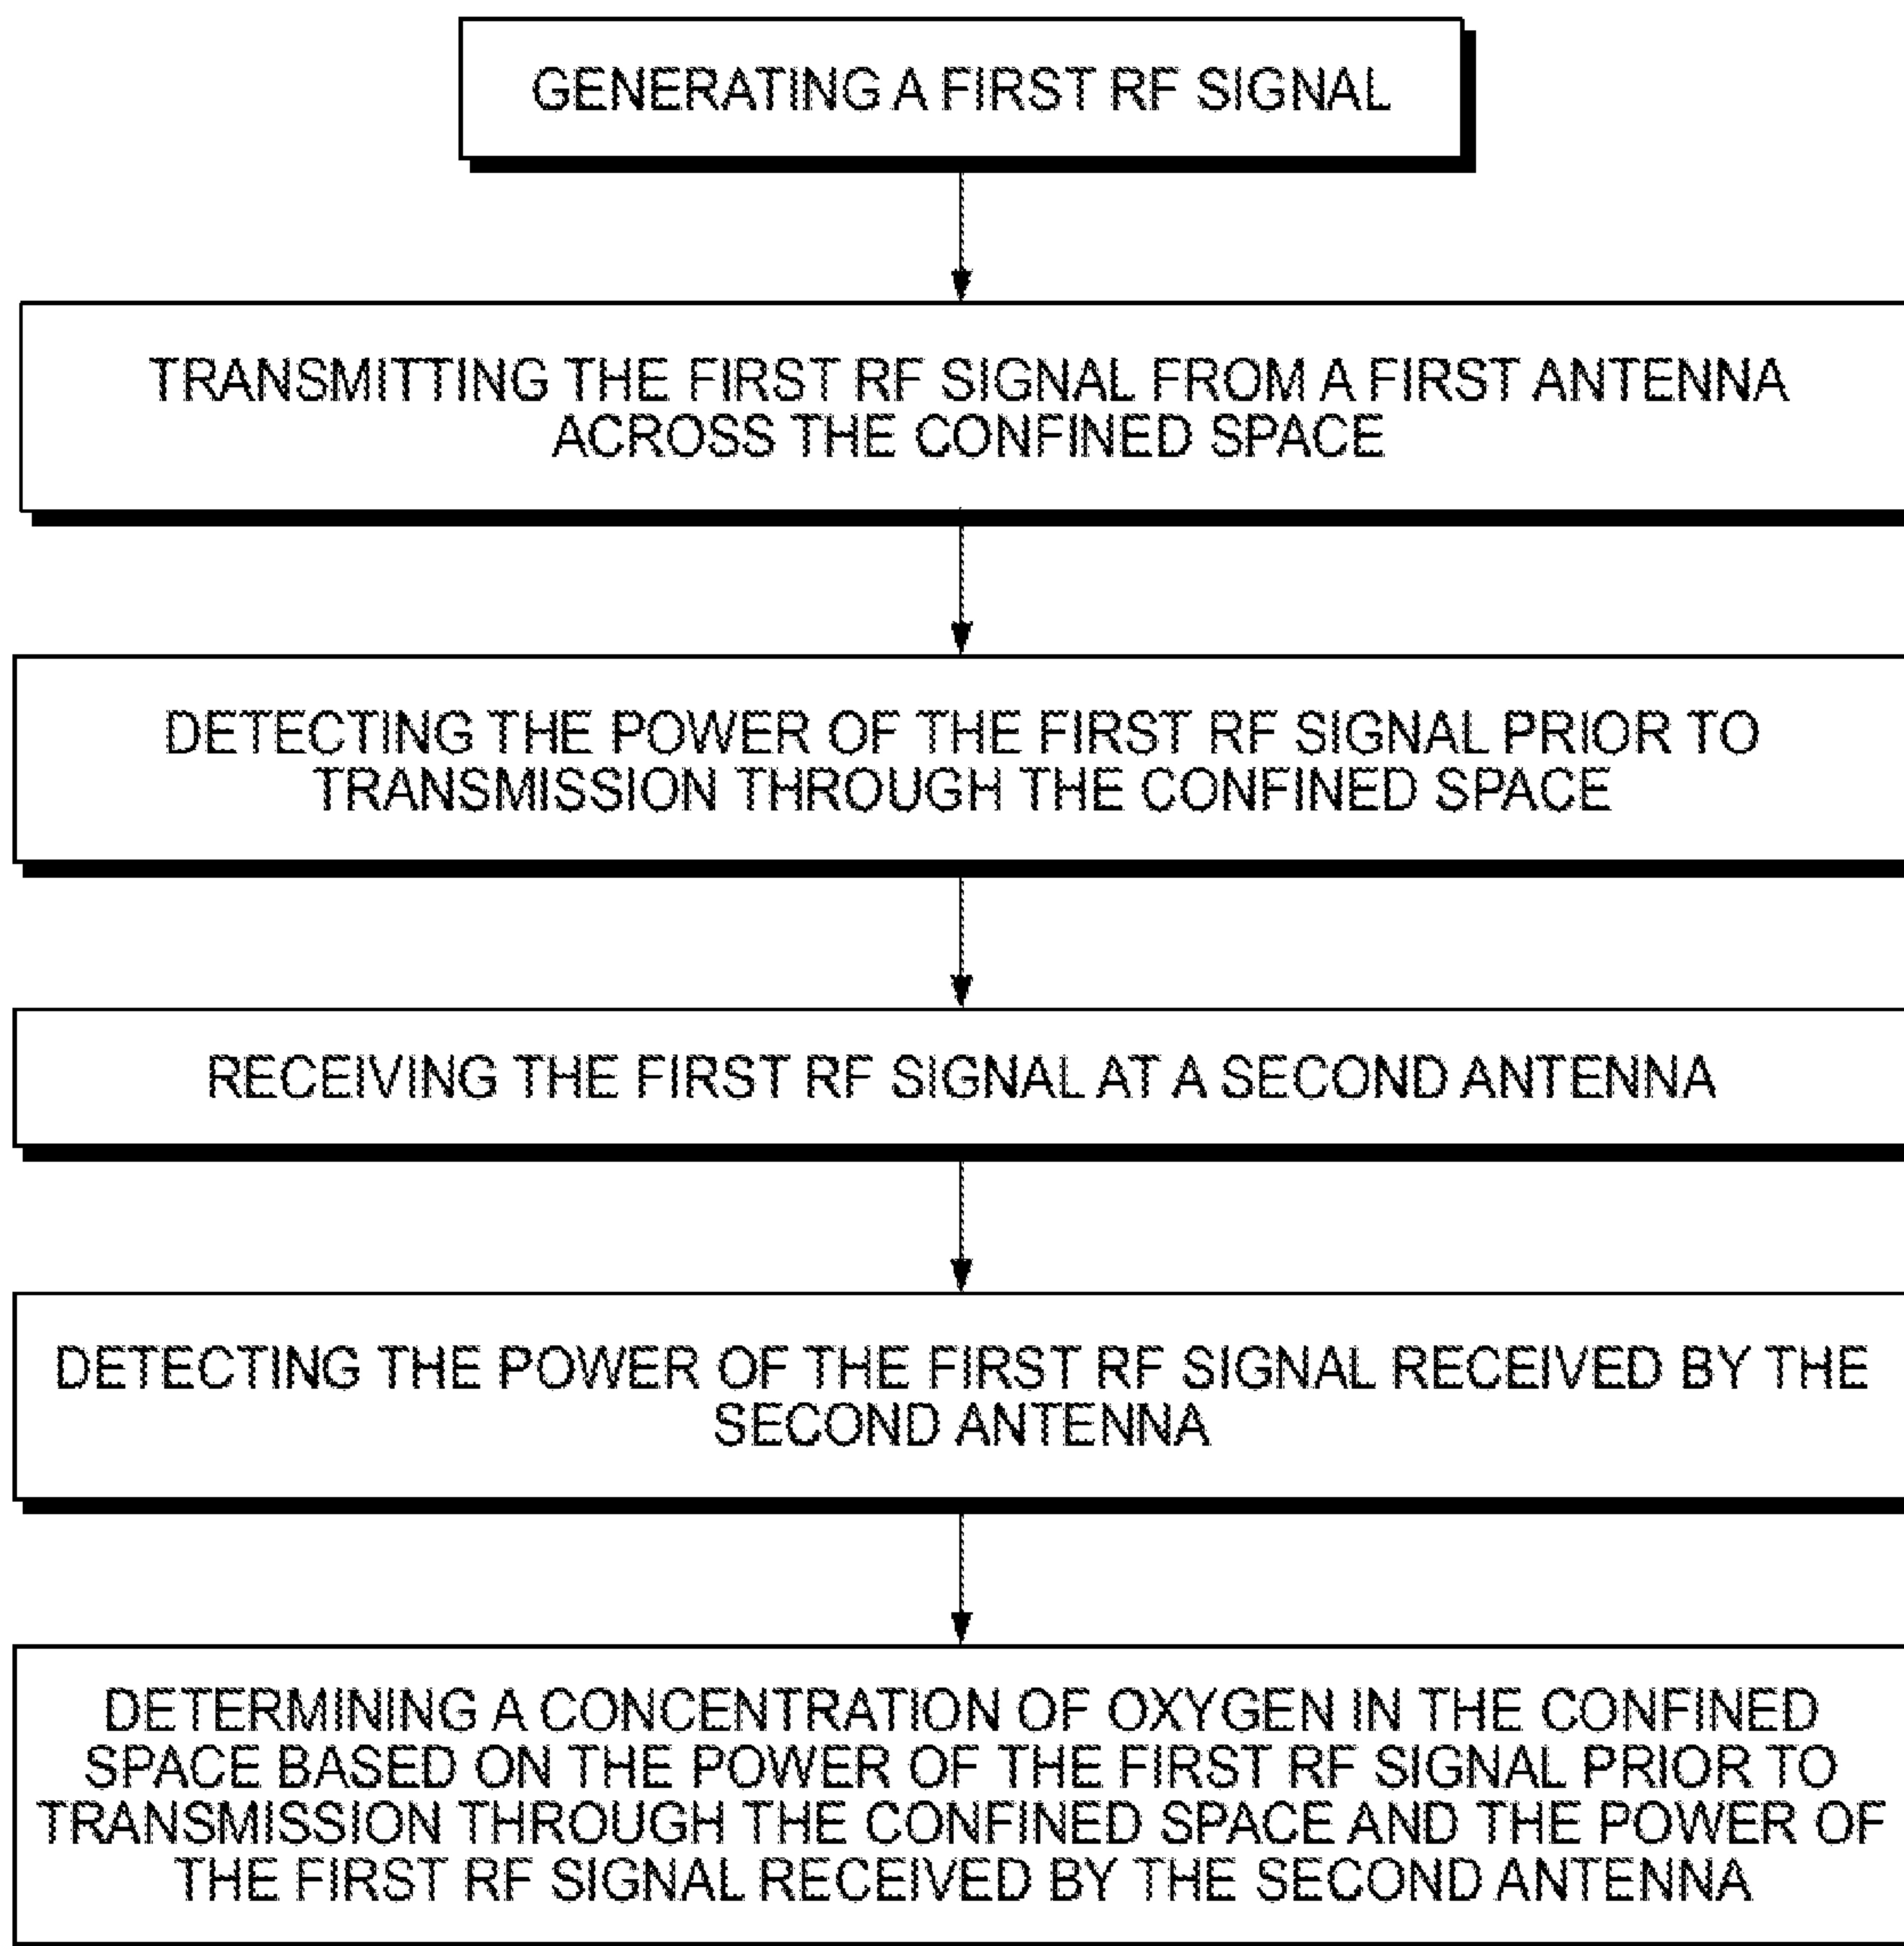 GENERATING A FIRST RF SIGNAL
TRANSMITTING THE FIRST RF SIGNAL FROM A FIRST ANTENNA
ACROSS THE CONFINED SPACE
DETECTING THE POWER OF THE FIRST RF SIGNAL PRIOR TO
TRANSMISSION THROUGH THE CONFINED SPACE
RECEIVING THE FIRST RF SIGNAL AT A SECOND ANTENNA
DETECTING THE POWER OF THE FIRST RF SIGNAL RECEIVED BY THE
SECOND ANTENNA
DETERMINING A CONCENTRATION OF OXYGEN IN THE CONFINED
SPACE BASED ON THE POWER OF THE FIRST RF SIGNAL PRIOR TO
TRANSMISSION THROUGH THE CONFINED SPACE AND THE POWER OF
THE FIRST RF SIGNAL RECEIVED BY THE SECOND ANTENNA